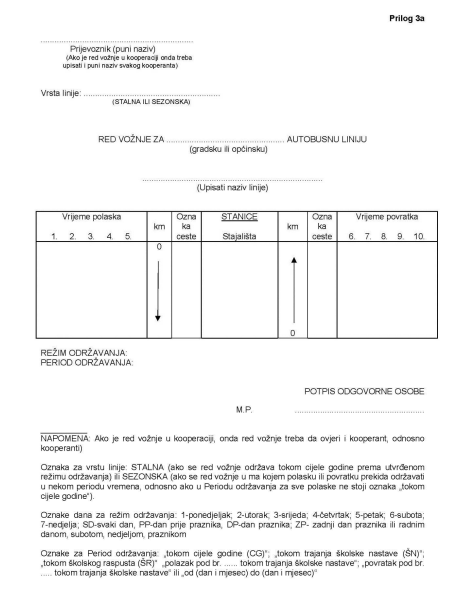 Prilog 3a
................................................................
Prijevoznik (puni naziv)
(Ako je red vožnje u kooperaciji onda treba
upisati i puni naziv svakog kooperanta)
Vrsta linije: .........................................................
(STALNA ILI SEZONSKA)
RED VOŽNJE ZA ................................................. AUTOBUSNU LINIJU
(gradsku ili općinsku)
...........................................................................
(Upisati naziv linije)
Vrijeme polaska km Ozna STANICE km Ozna Vrijeme povratka
ka ka
1. 2. 3. 4. 5. ceste Stajališta ceste 6. 7. 8. 9. 10.
0
0
REŽIM ODRŽAVANJA:
PERIOD ODRŽAVANJA:
POTPIS ODGOVORNE OSOBE
M.P. ......................................................
NAPOMENA: Ako je red vožnje u kooperaciji, onda red vožnje treba da ovjeri i kooperant, odnosno
kooperanti)
Oznaka za vrstu linije: STALNA (ako se red vožnje održava tokom cijele godine prema utvrđenom
režimu održavanja) ili SEZONSKA (ako se red vožnje u ma kojem polasku ili povratku prekida održavati
u nekom periodu vremena, odnosno ako u Periodu održavanja za sve polaske ne stoji oznaka „tokom
cijele godine“).
Oznake dana za režim održavanja: 1-ponedjeljak; 2-utorak; 3-srijeda; 4-četvrtak; 5-petak; 6-subota;
7-nedjelja; SD-svaki dan, PP-dan prije praznika, DP-dan praznika; ZP- zadnji dan praznika ili radnim
danom, subotom, nedjeljom, praznikom
Oznake za Period održavanja: „tokom cijele godine (CG)“; „tokom trajanja školske nastave (ŠN)“;
„tokom školskog raspusta (ŠR)“ „polazak pod br. ..... tokom trajanja školske nastave“; „povratak pod br.
..... tokom trajanja školske nastave“ ili „od (dan i mjesec) do (dan i mjesec)“